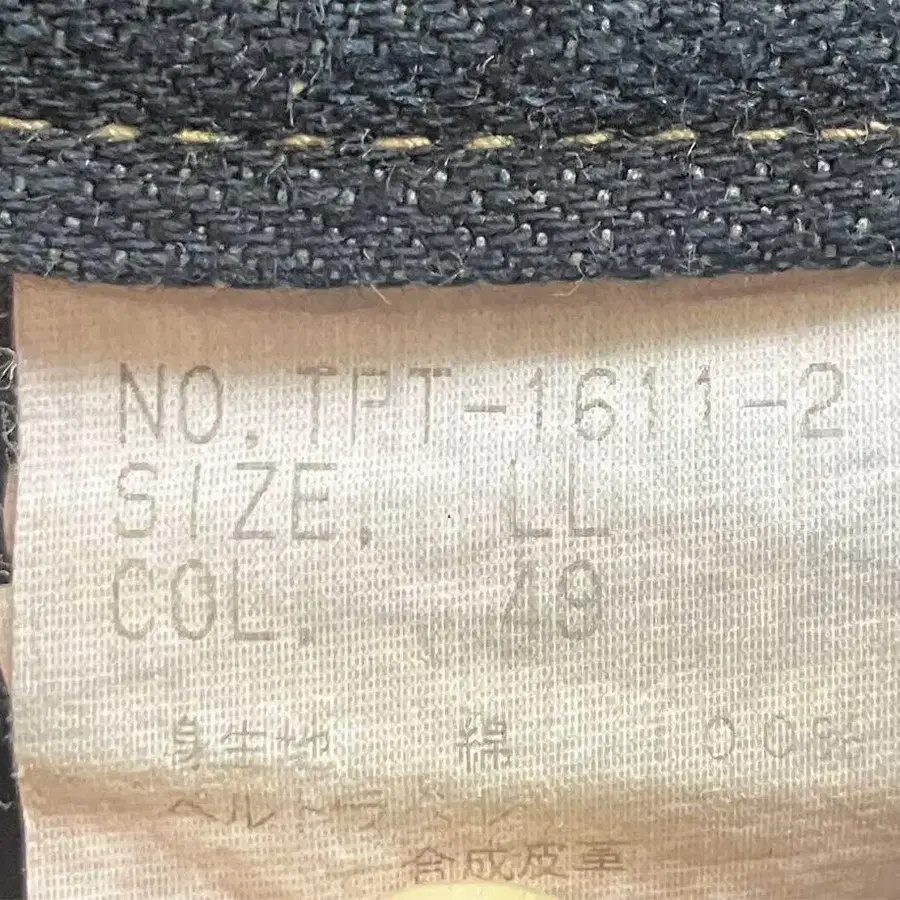 NO. TPT-1611-2
SIZE. LL
COL. 49
身生地 綿 100%
ベルトラベル
合成皮革